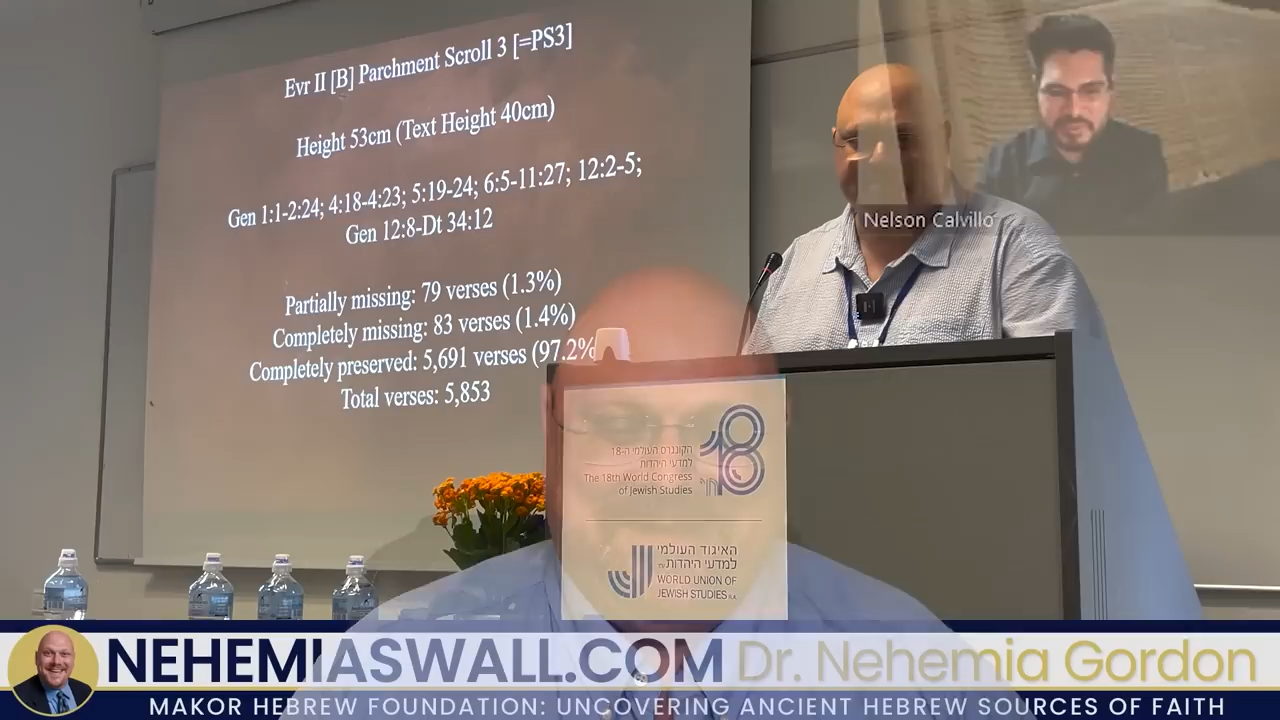 Evr II [B] Parchment Scroll 3 [=PS3]
Height 53cm (Text Height 40cm)
Gen 1:1-2:24; 4:18-4:23; 5:19-24; 6:5-11:27; 12:2-5;
Gen 12:8-Dt 34:12
Partially missing: 79 verses (1.3%)
Completely missing: 83 verses (1.4%)
Completely preserved: 5,691 verses (97.2%
Total verses: 5,853
Nelson Calvillo
18
הקונגרס העולמי ה-18
למדעי היהדות
The 18th World Congress
of Jewish Studies
האיגוד העולמי
למדעי היהדות
WORLD UNION OF
JEWISH STUDIES
NEHEMIASWALL.COM Dr. Nehemia Gordon
MAKOR HEBREW FOUNDATION: UNCOVERING ANCIENT HEBREW SOURCES OF FAITH